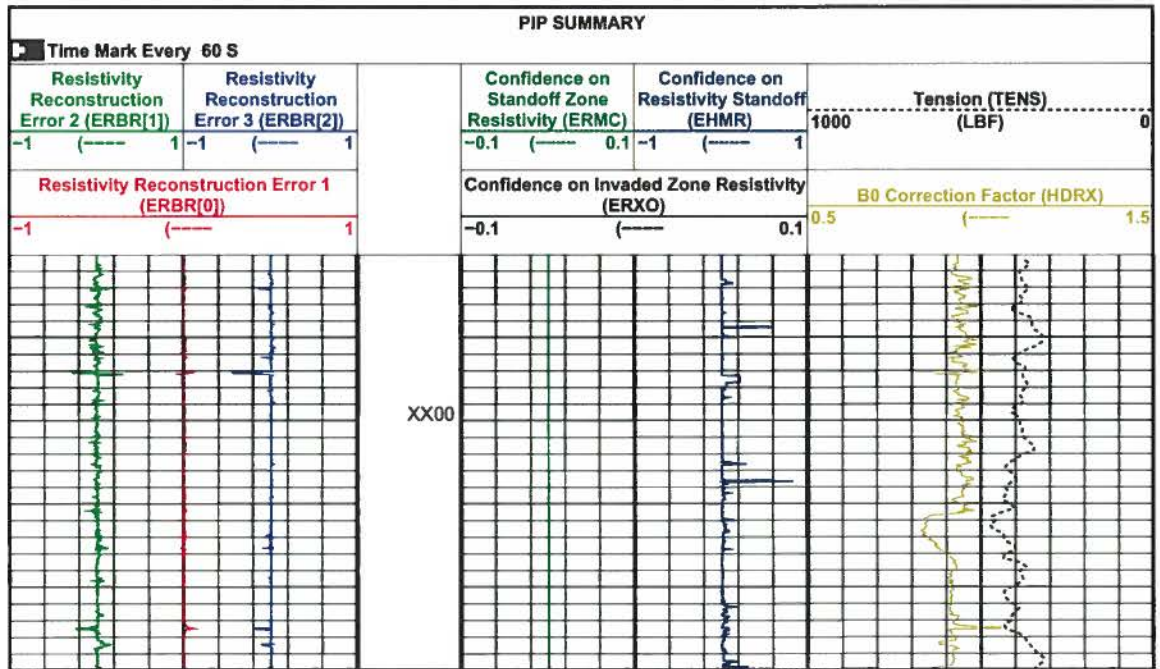 PIP SUMMARY
Time Mark Every 60 S
Resistivity
Reconstruction
Error 2 (ERBR[1])
−1 (----- 1
Resistivity
Reconstruction
Error 3 (ERBR[2])
−1 (----- 1
Confidence on
Standoff Zone
Resistivity (ERMC)
−0.1 (----- 0.1
Confidence on
Resistivity Standoff
(EHMR)
−1 (----- 1
Tension (TENS)
1000 (LBF) 0
Resistivity Reconstruction Error 1
(ERBR[0])
−1 (----- 1
Confidence on Invaded Zone Resistivity
(ERXO)
−0.1 (----- 0.1
B0 Correction Factor (HDRX)
0.5 (----- 1.5
XX00